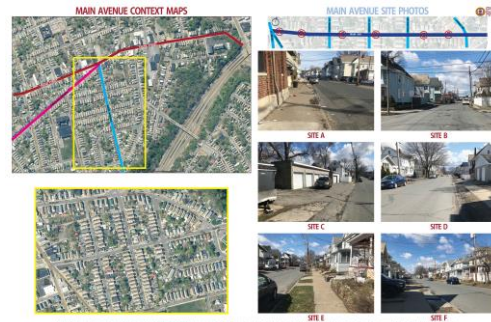 MAIN AVENUE CONTEXT MAPS
MAIN AVENUE SITE PHOTOS
SITE A
SITE B
SITE C
SITE D
SITE E
SITE F